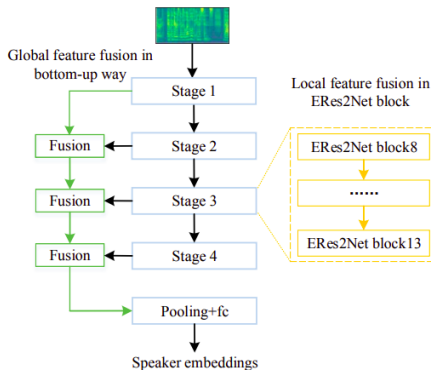 Global feature fusion in
bottom-up way
Stage 1
Local feature fusion in
ERes2Net block
Fusion
Stage 2
ERes2Net block8
Fusion
Stage 3
......
Fusion
Stage 4
ERes2Net block13
Pooling+fc
Speaker embeddings